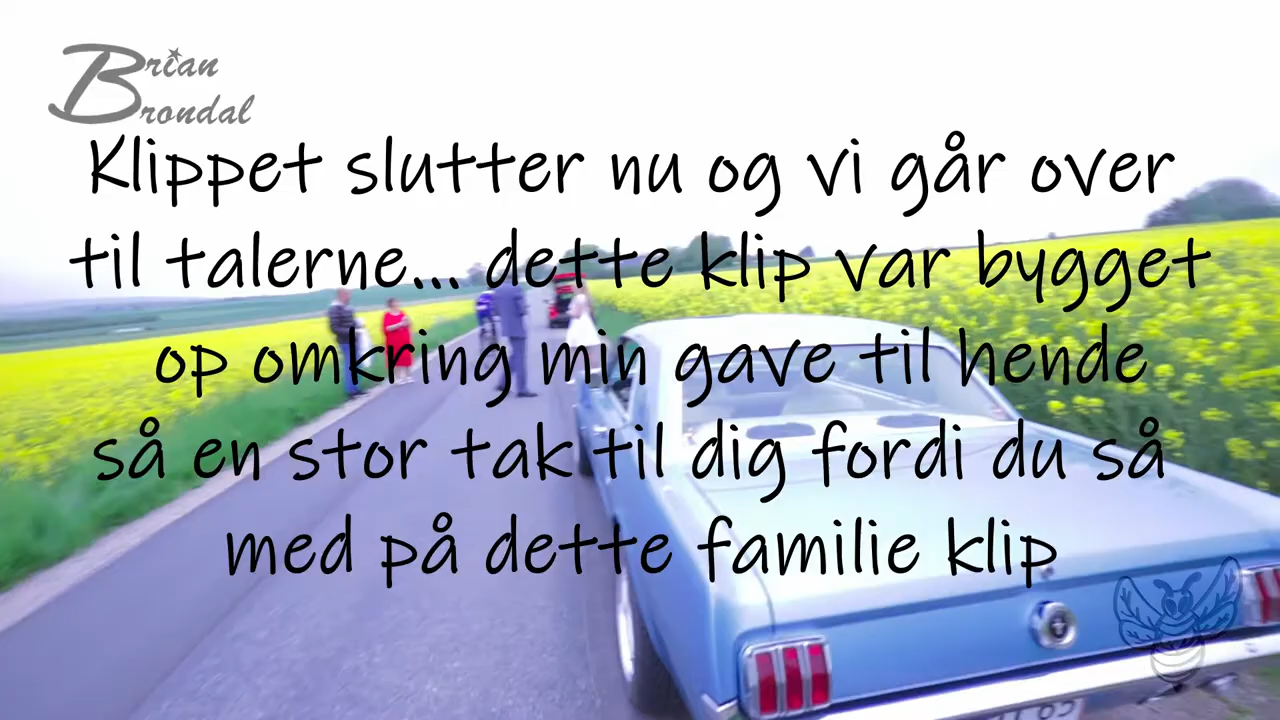 Brian
Brondal
Klippet slutter nu og vi går over
til talerne... dette klip var bygget
op omkring min gave til hende
så en stor tak til dig fordi du så
med på dette familie klip